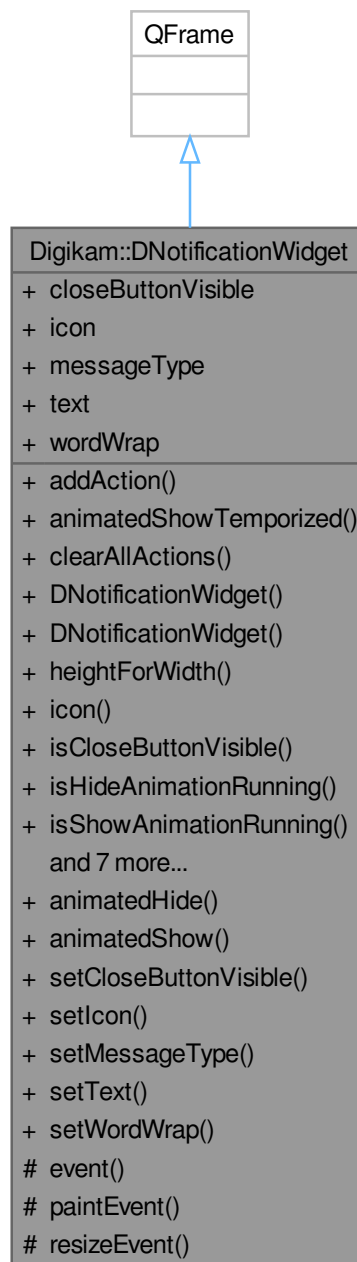 QFrame
Digikam::DNotificationWidget
+ closeButtonVisible
+ icon
+ messageType
+ text
+ wordWrap
+ addAction()
+ animatedShowTemporized()
+ clearAllActions()
+ DNotificationWidget()
+ DNotificationWidget()
+ heightForWidth()
+ icon()
+ isCloseButtonVisible()
+ isHideAnimationRunning()
+ isShowAnimationRunning()
and 7 more...
+ animatedHide()
+ animatedShow()
+ setCloseButtonVisible()
+ setIcon()
+ setMessageType()
+ setText()
+ setWordWrap()
# event()
# paintEvent()
# resizeEvent()